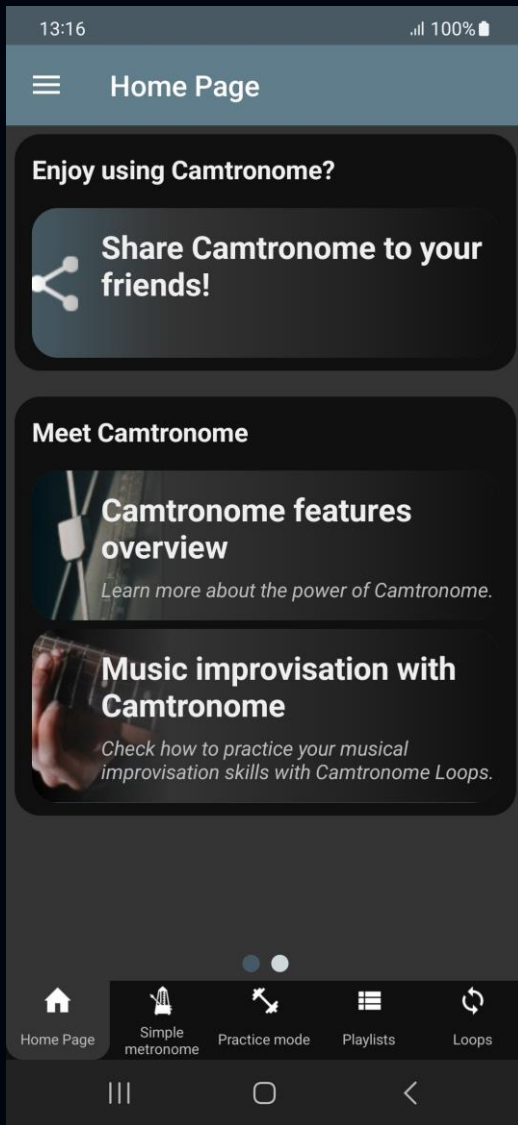 13:16
100%
Home Page
Enjoy using Camtronome?
Share Camtronome to your
friends!
Meet Camtronome
Camtronome features
overview
Learn more about the power of Camtronome.
Music improvisation with
Camtronome
Check how to practice your musical
improvisation skills with Camtronome Loops.
Home Page
Simple
metronome
Practice mode
Playlists
Loops